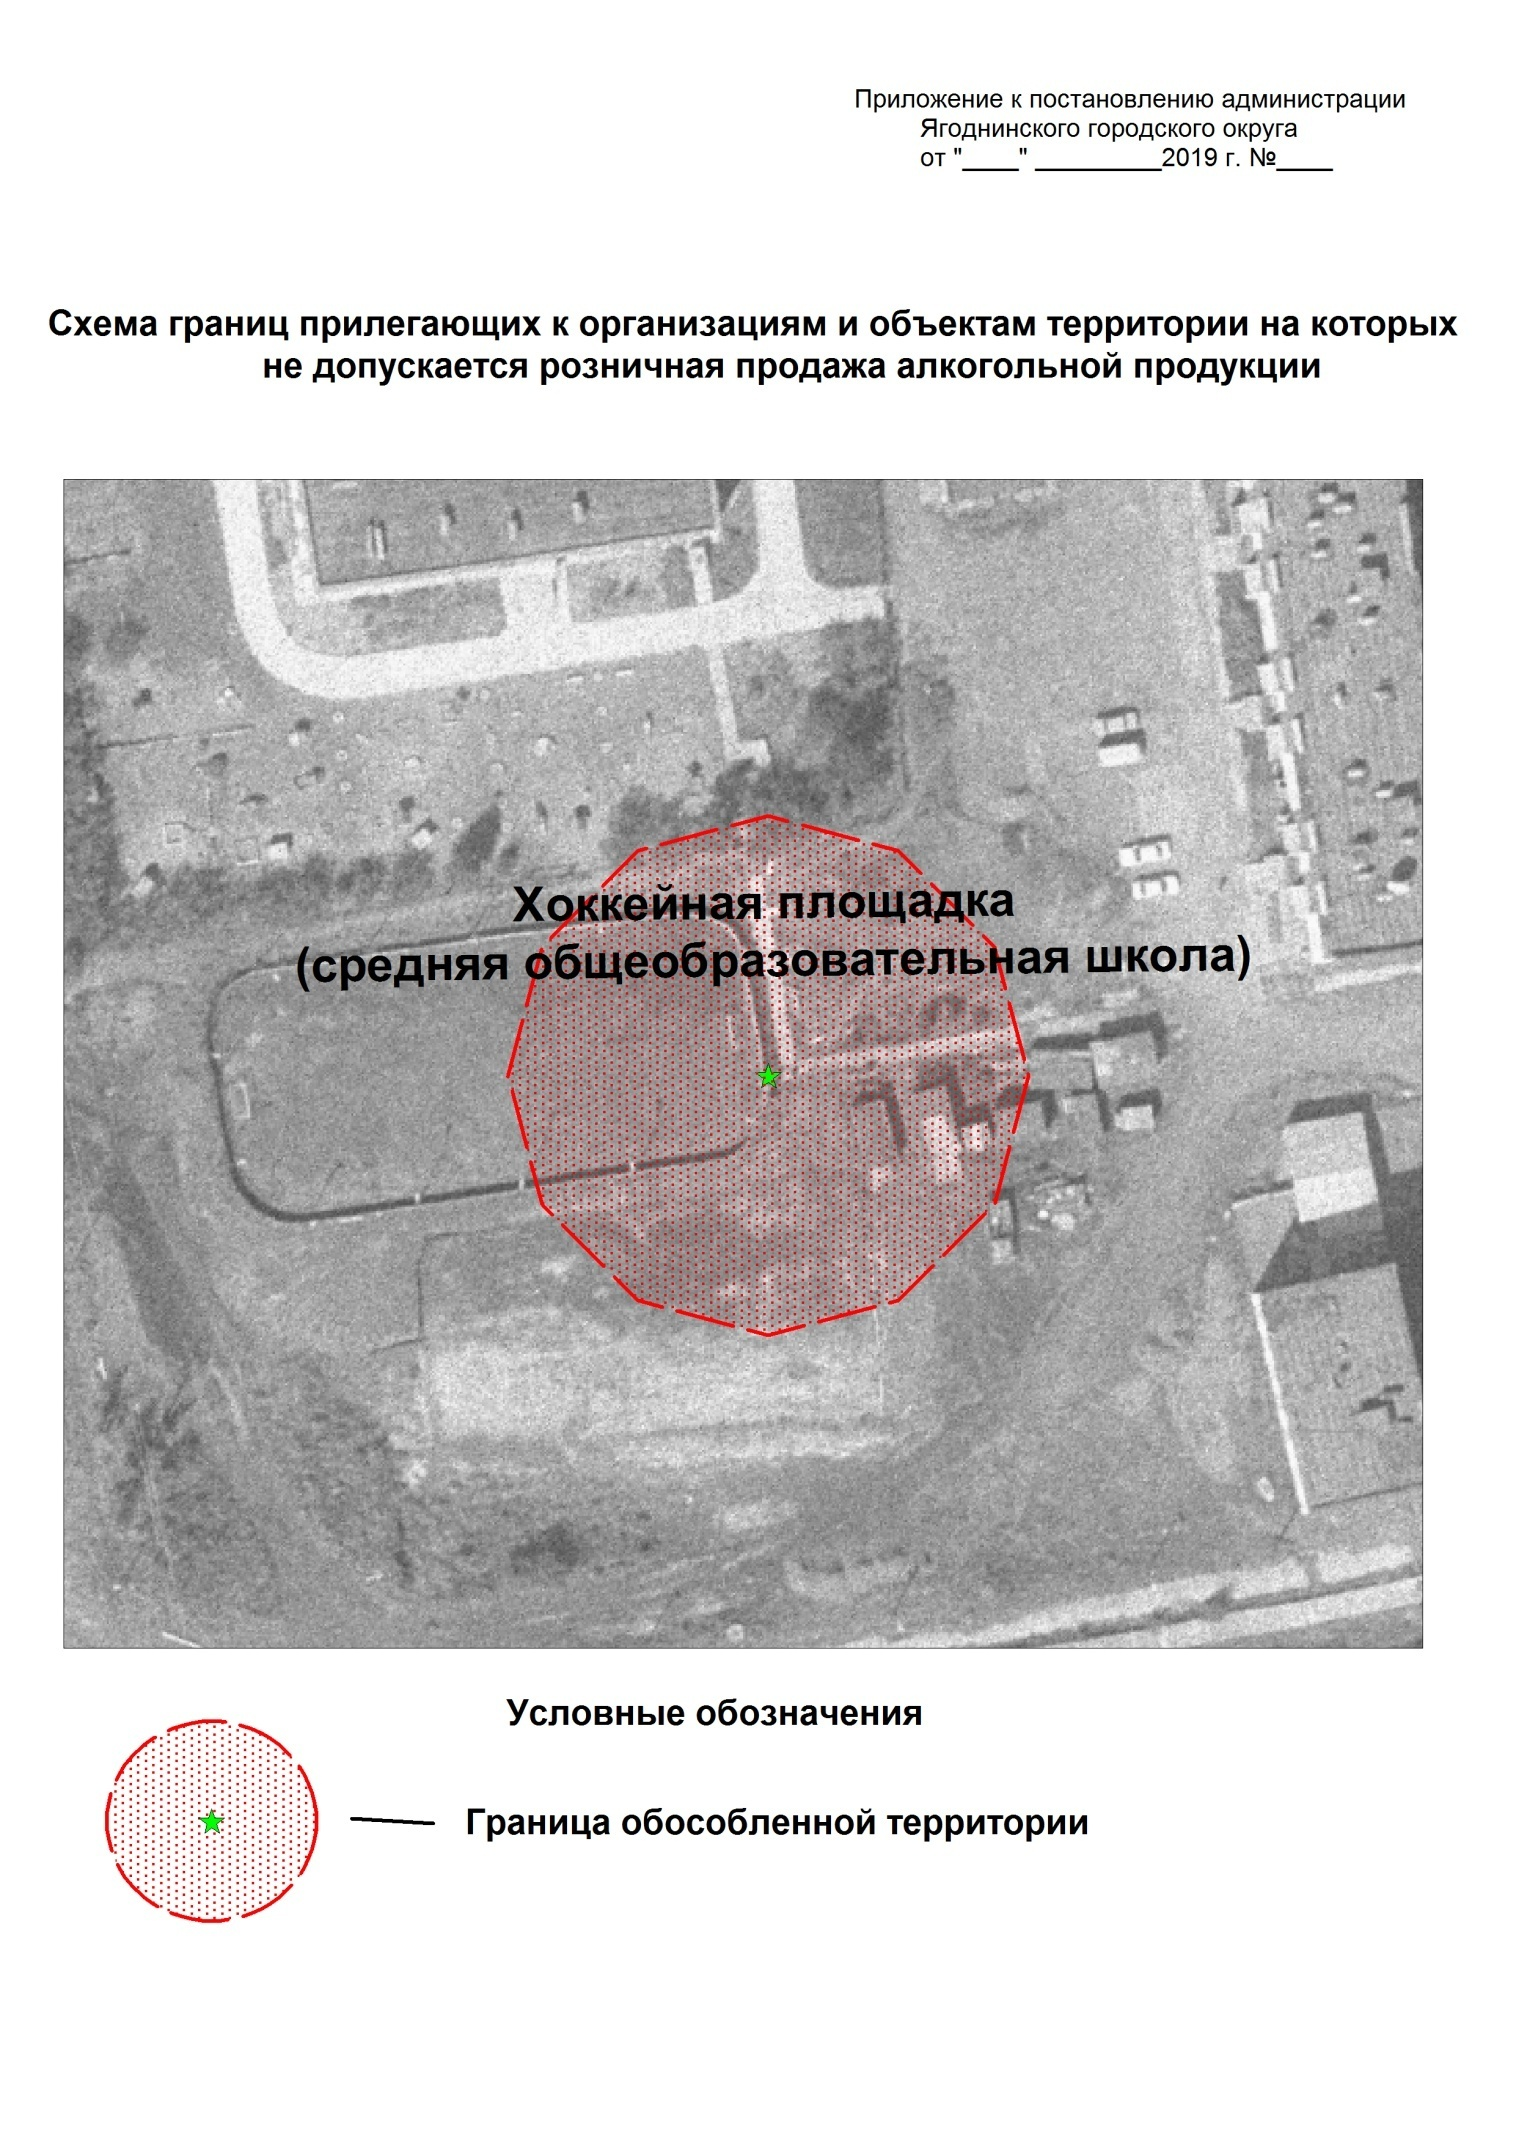 Приложение к постановлению администрации
Ягоднинского городского округа
от "____" _________2019 г. №____
Схема границ прилегающих к организациям и объектам территории на которых
не допускается розничная продажа алкогольной продукции
Хоккейная площадка
(средняя общеобразовательная школа)
Условные обозначения
Граница обособленной территории